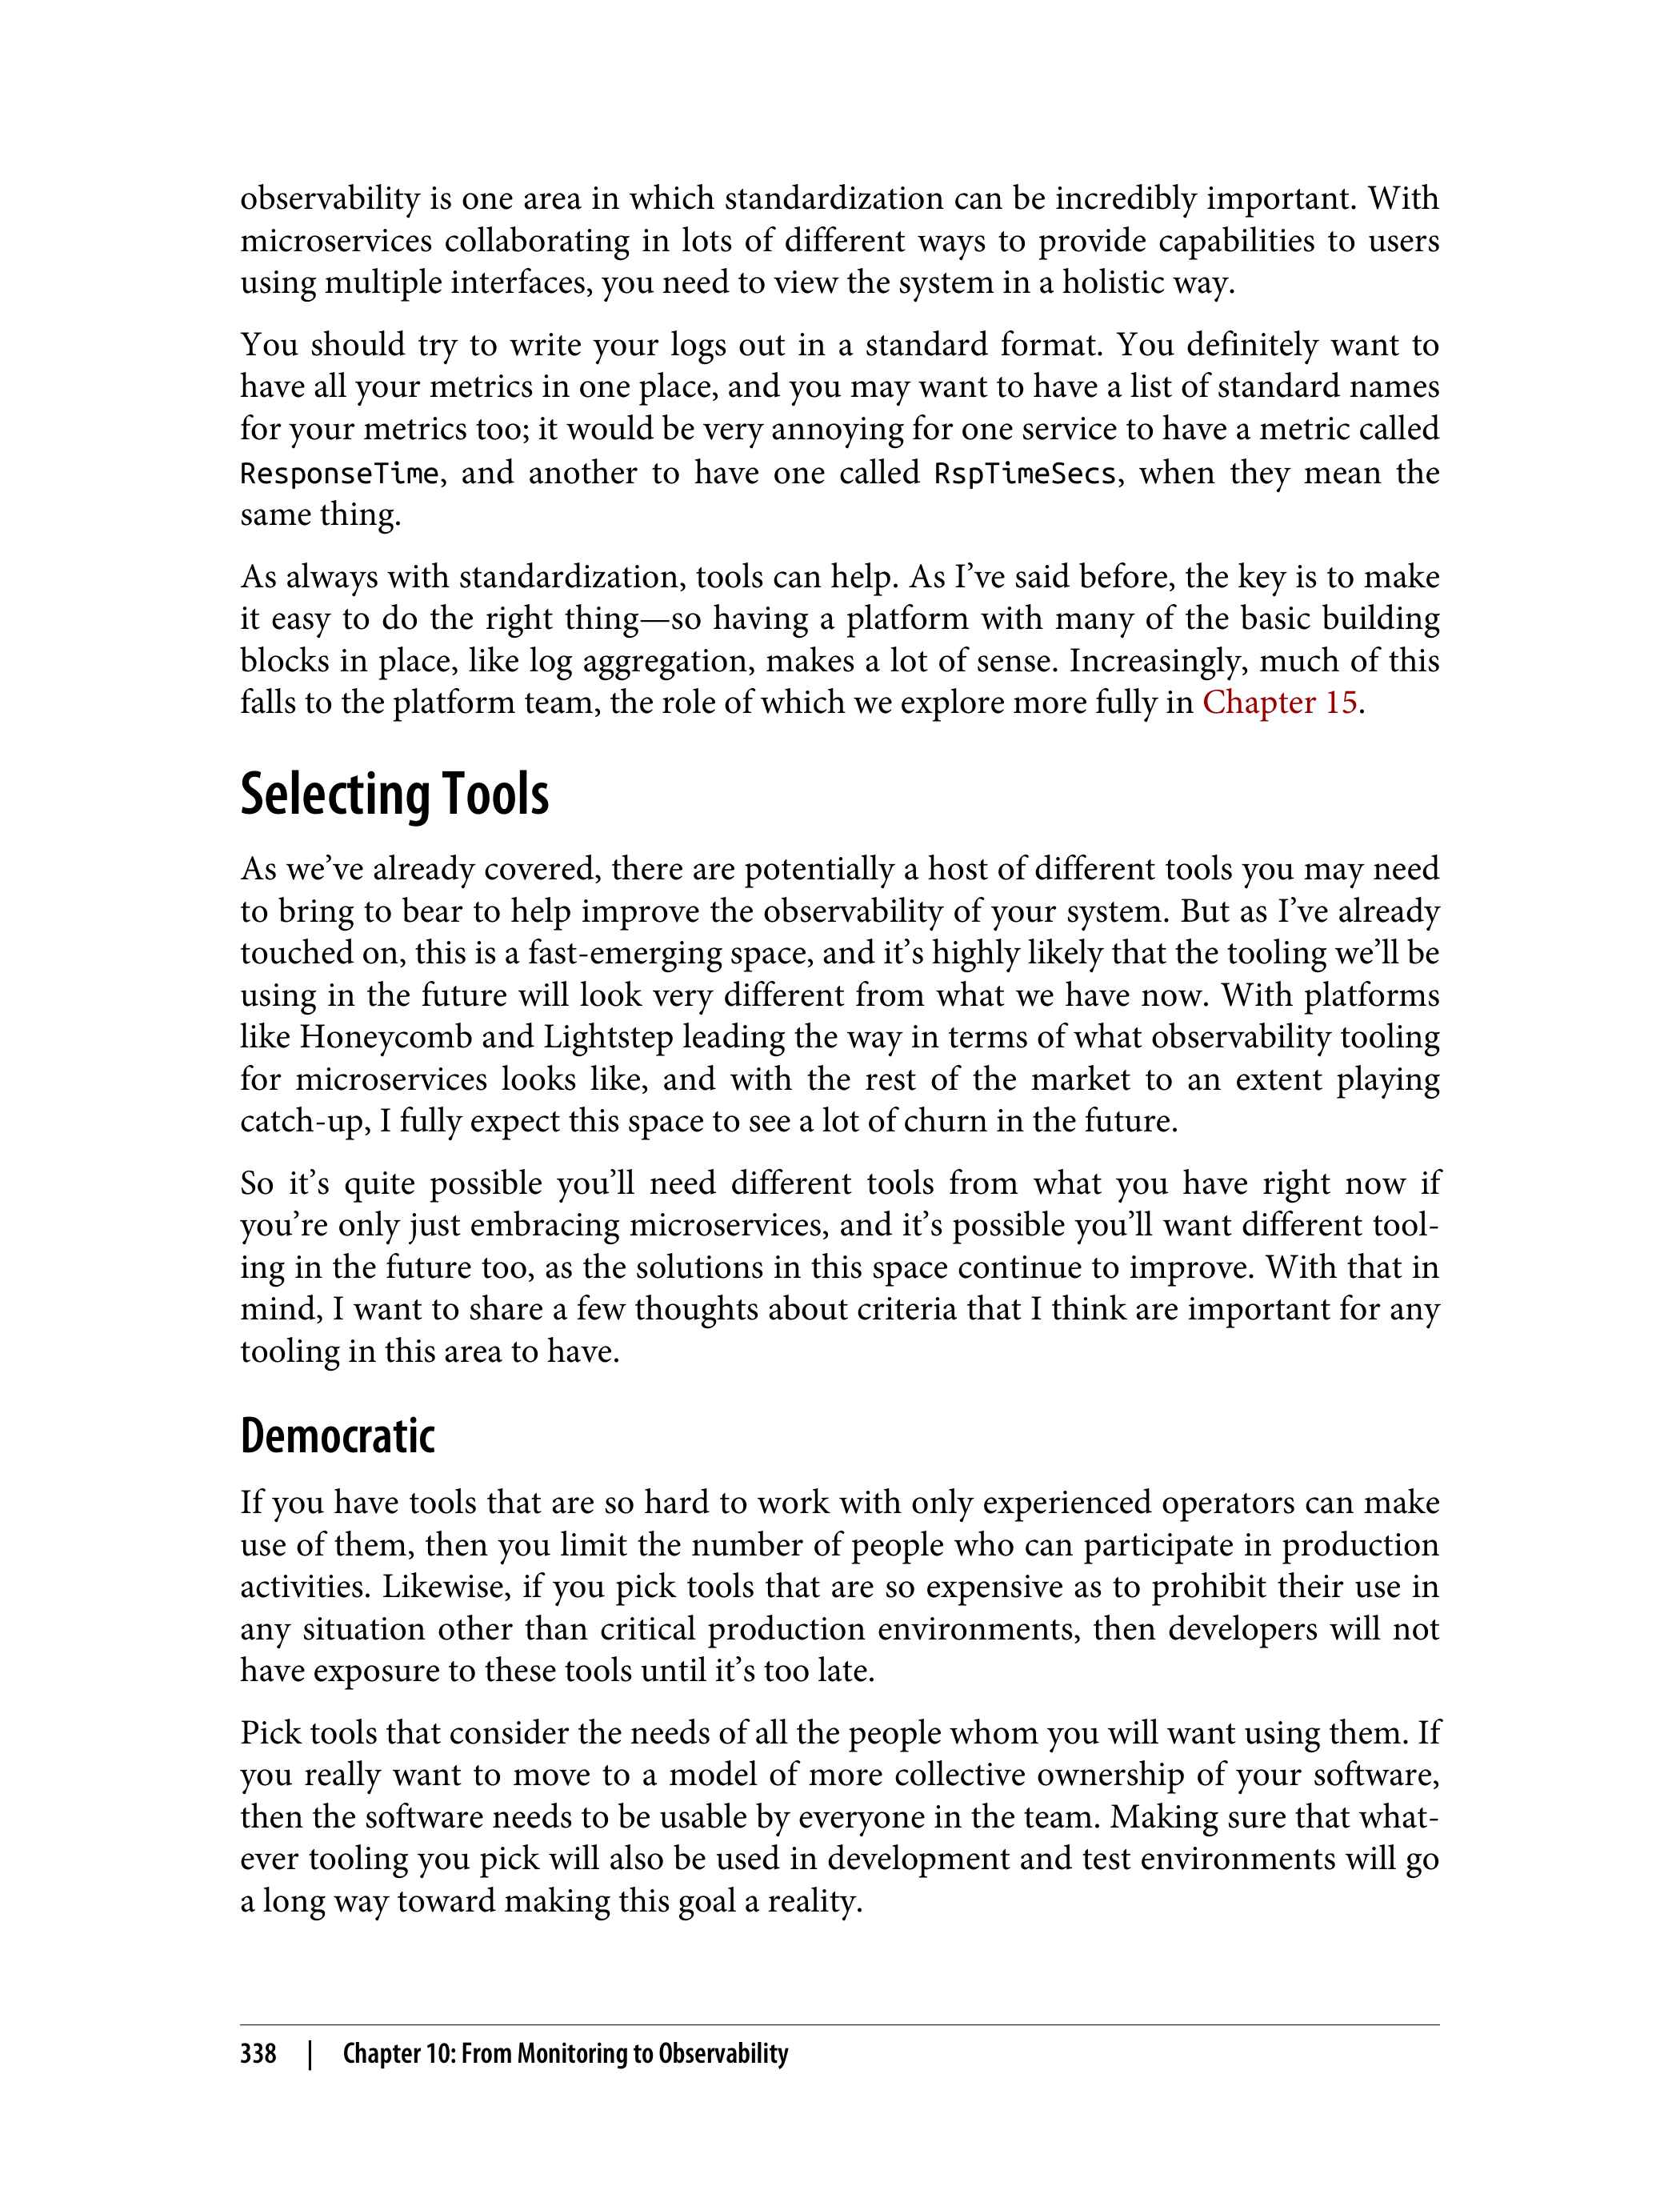 observability is one area in which standardization can be incredibly important. With
microservices collaborating in lots of different ways to provide capabilities to users
using multiple interfaces, you need to view the system in a holistic way.
You should try to write your logs out in a standard format. You definitely want to
have all your metrics in one place, and you may want to have a list of standard names
for your metrics too; it would be very annoying for one service to have a metric called
ResponseTime, and another to have one called RspTimeSecs, when they mean the
same thing.
As always with standardization, tools can help. As I’ve said before, the key is to make
it easy to do the right thing—so having a platform with many of the basic building
blocks in place, like log aggregation, makes a lot of sense. Increasingly, much of this
falls to the platform team, the role of which we explore more fully in Chapter 15.
Selecting Tools
As we’ve already covered, there are potentially a host of different tools you may need
to bring to bear to help improve the observability of your system. But as I’ve already
touched on, this is a fast-emerging space, and it’s highly likely that the tooling we’ll be
using in the future will look very different from what we have now. With platforms
like Honeycomb and Lightstep leading the way in terms of what observability tooling
for microservices looks like, and with the rest of the market to an extent playing
catch-up, I fully expect this space to see a lot of churn in the future.
So it’s quite possible you’ll need different tools from what you have right now if
you’re only just embracing microservices, and it’s possible you’ll want different tool-
ing in the future too, as the solutions in this space continue to improve. With that in
mind, I want to share a few thoughts about criteria that I think are important for any
tooling in this area to have.
Democratic
If you have tools that are so hard to work with only experienced operators can make
use of them, then you limit the number of people who can participate in production
activities. Likewise, if you pick tools that are so expensive as to prohibit their use in
any situation other than critical production environments, then developers will not
have exposure to these tools until it’s too late.
Pick tools that consider the needs of all the people whom you will want using them. If
you really want to move to a model of more collective ownership of your software,
then the software needs to be usable by everyone in the team. Making sure that what-
ever tooling you pick will also be used in development and test environments will go
a long way toward making this goal a reality.
338 | Chapter 10: From Monitoring to Observability